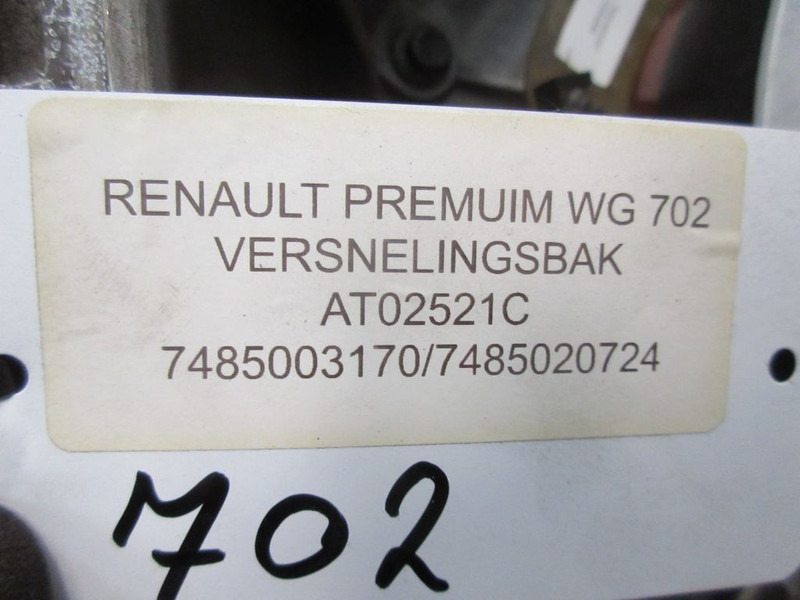 RENAULT PREMUIM WG 702
VERSNELINGSBAK
AT02521C
7485003170/7485020724
702